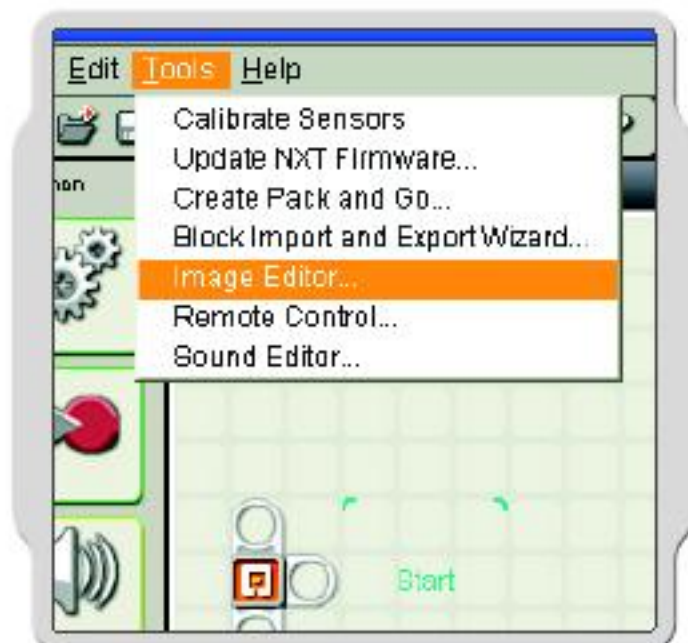 Edit Tools Help
Calibrate Sensors
Update NXT Firmware...
Create Pack and Go...
Block Import and Export Wizard...
Image Editor...
Remote Control...
Sound Editor...
Start